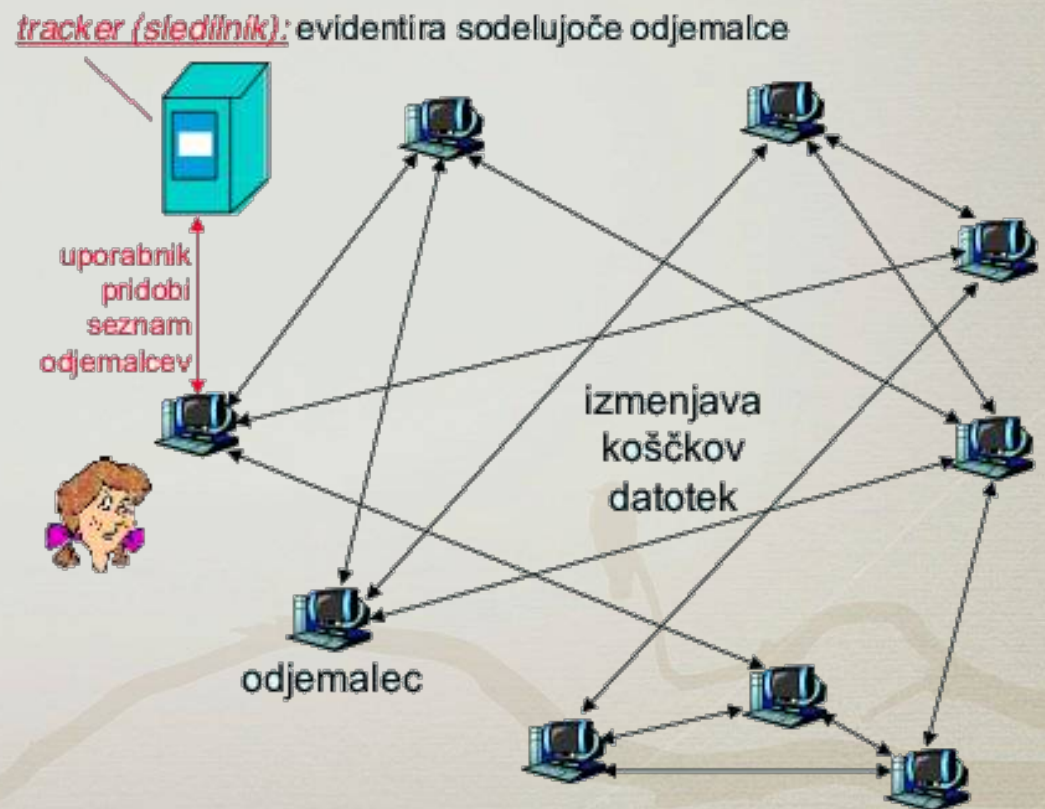 tracker (sledilnik): evidentira sodelujoče odjemalce
uporabnik
pridobi
seznam
odjemalcev
izmenjava
koščkov
datotek
odjemalec